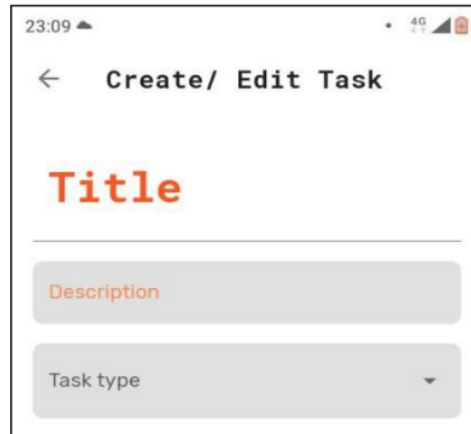 23:09
4G
Create/ Edit Task
Title
Description
Task type